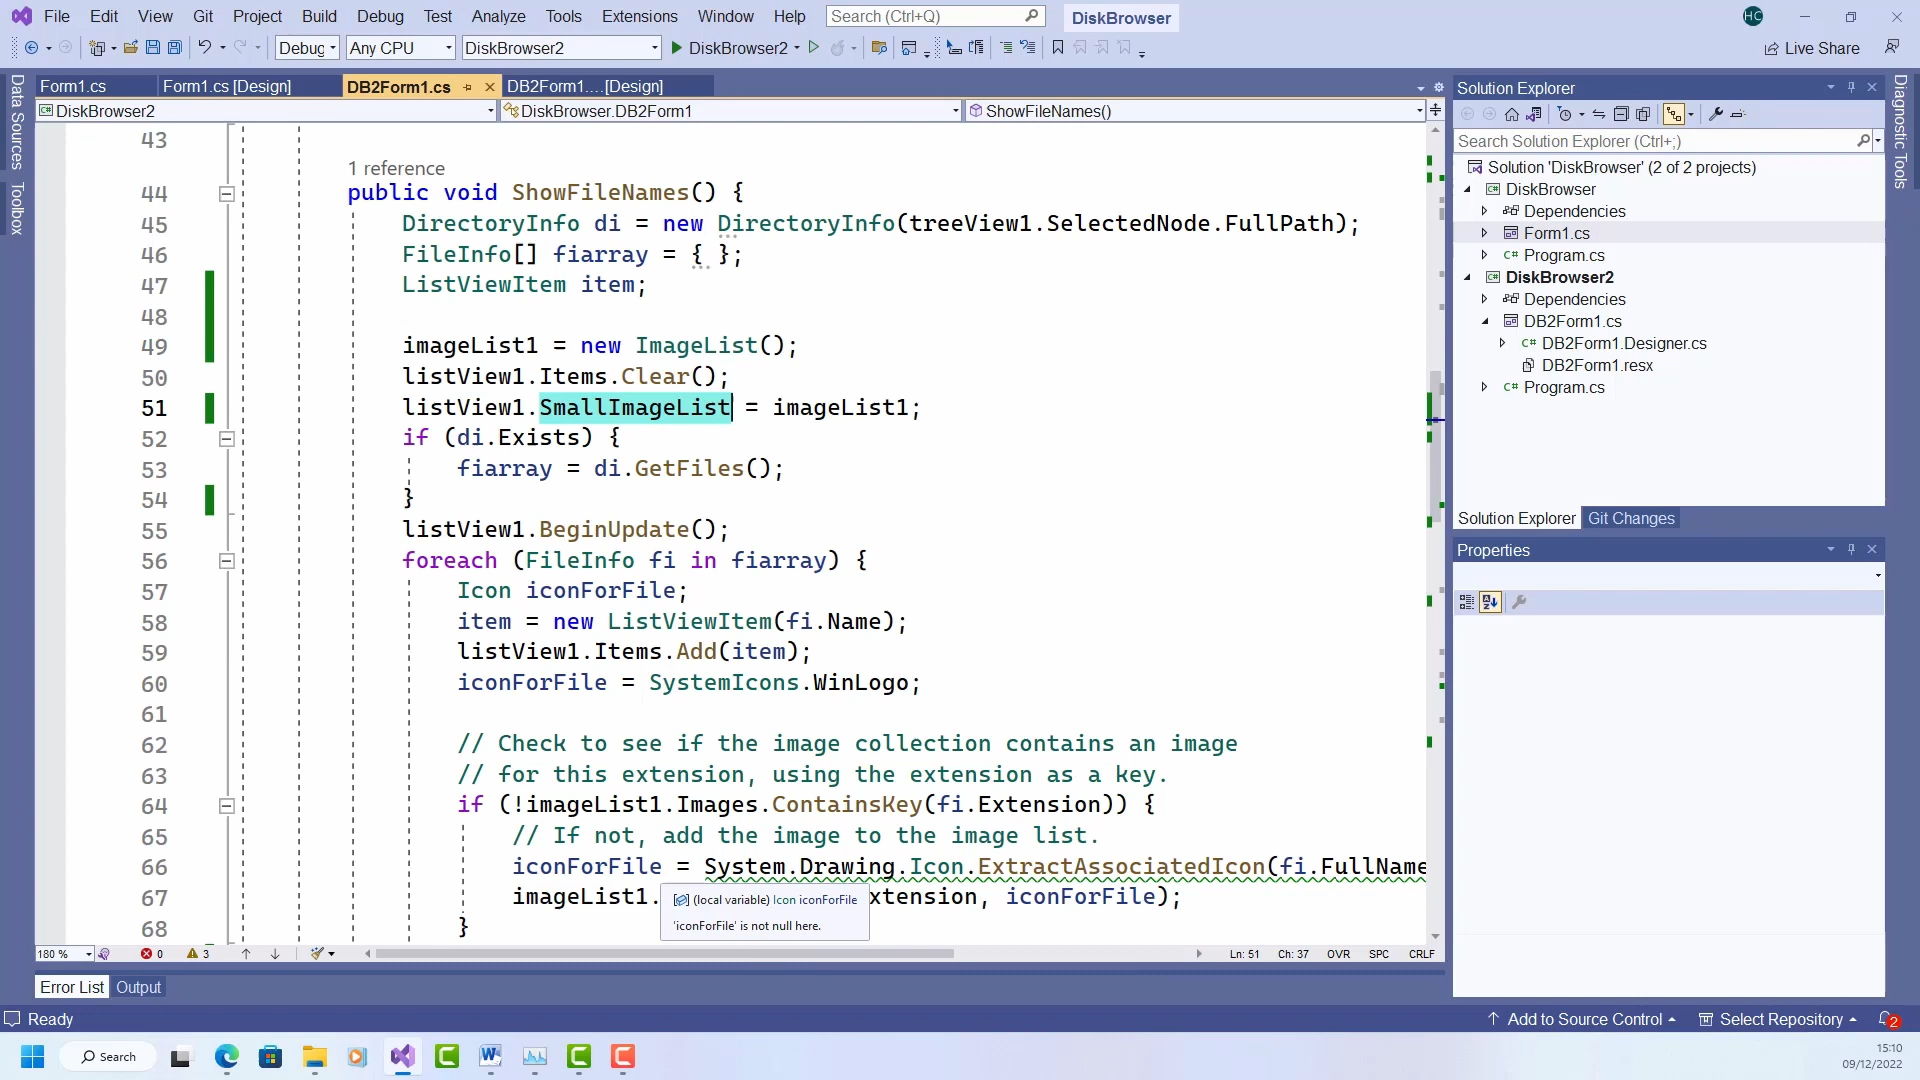 File Edit View Git Project Build Debug Test Analyze Tools Extensions Window Help Search (Ctrl+Q) DiskBrowser HC
Debug Any CPU DiskBrowser2 DiskBrowser2 Live Share
Form1.cs Form1.cs [Design] DB2Form1.cs DB2Form1....[Design]
DiskBrowser2 DiskBrowser.DB2Form1 ShowFileNames()
Data Sources
Toolbox
43
1 reference
44 public void ShowFileNames() {
45 DirectoryInfo di = new DirectoryInfo(treeView1.SelectedNode.FullPath);
46 FileInfo[] fiarray = { };
47 ListViewItem item;
48
49 imageList1 = new ImageList();
50 listView1.Items.Clear();
51 listView1.SmallImageList = imageList1;
52 if (di.Exists) {
53 fiarray = di.GetFiles();
54 }
55 listView1.BeginUpdate();
56 foreach (FileInfo fi in fiarray) {
57 Icon iconForFile;
58 item = new ListViewItem(fi.Name);
59 listView1.Items.Add(item);
60 iconForFile = SystemIcons.WinLogo;
61
62 // Check to see if the image collection contains an image
63 // for this extension, using the extension as a key.
64 if (!imageList1.Images.ContainsKey(fi.Extension)) {
65 // If not, add the image to the image list.
66 iconForFile = System.Drawing.Icon.ExtractAssociatedIcon(fi.FullName
67 imageList1. xtension, iconForFile);
68 }
(local variable) Icon iconForFile
'iconForFile' is not null here.
180 % 0 3 Ln: 51 Ch: 37 OVR SPC CRLF
Error List Output
Solution Explorer
Search Solution Explorer (Ctrl+;)
Solution 'DiskBrowser' (2 of 2 projects)
DiskBrowser
Dependencies
Form1.cs
C# Program.cs
DiskBrowser2
Dependencies
DB2Form1.cs
C# DB2Form1.Designer.cs
DB2Form1.resx
C# Program.cs
Solution Explorer Git Changes
Properties
Diagnostic Tools
Ready Add to Source Control Select Repository 2
Search
15:10
09/12/2022